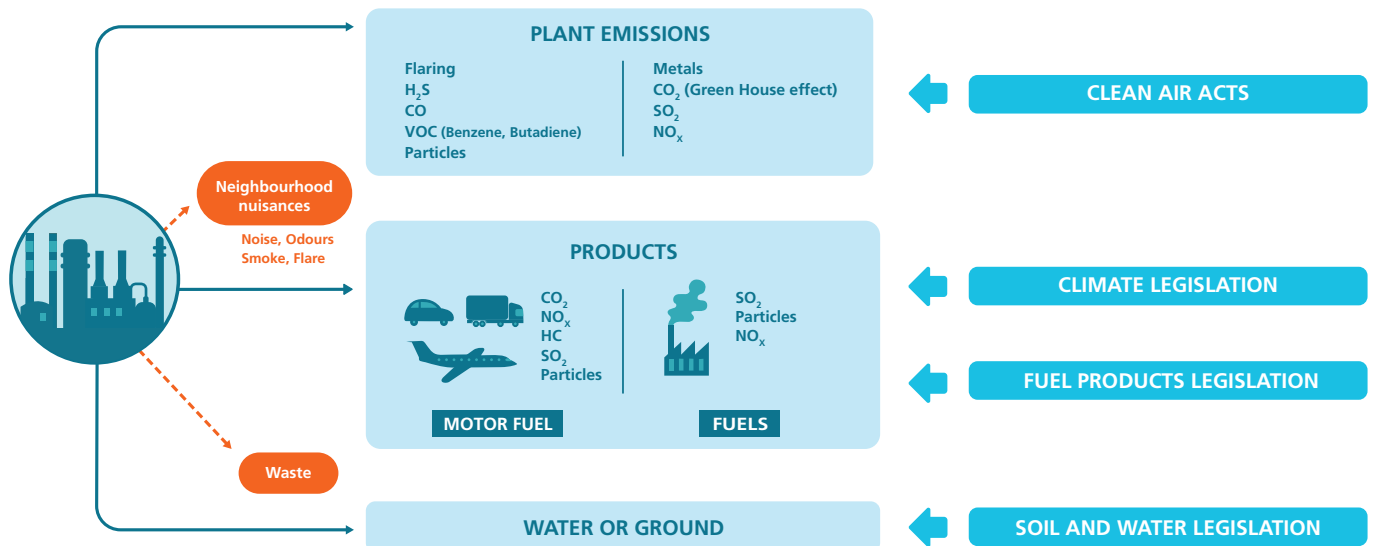 PLANT EMISSIONS
Flaring
H₂S
CO
VOC (Benzene, Butadiene)
Particles
Metals
CO₂ (Green House effect)
SO₂
NOₓ
CLEAN AIR ACTS
Neighbourhood
nuisances
Noise, Odours
Smoke, Flare
PRODUCTS
CO₂
NOₓ
HC
SO₂
Particles
MOTOR FUEL
SO₂
Particles
NOₓ
FUELS
CLIMATE LEGISLATION
FUEL PRODUCTS LEGISLATION
Waste
WATER OR GROUND
SOIL AND WATER LEGISLATION